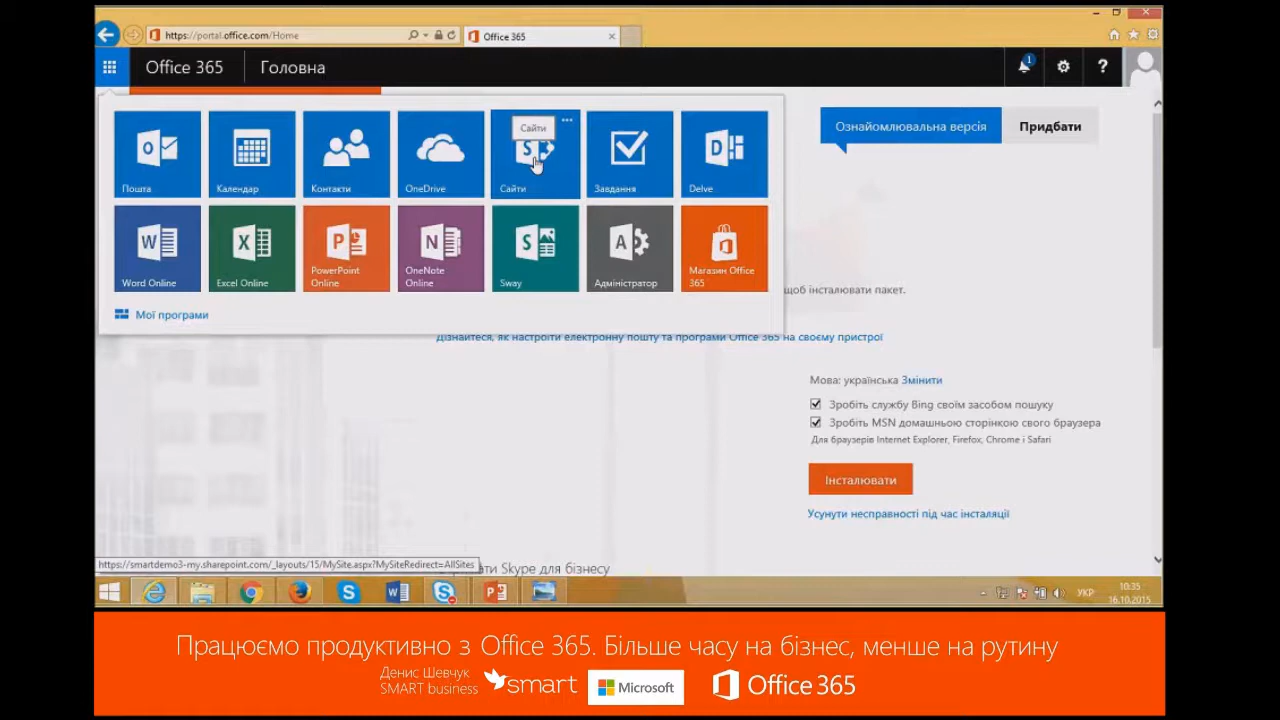 https://portal.office.com/Home
Office 365
Office 365
Головна
1
?
Ознайомлювальна версія
Придбати
Сайти
Пошта
Календар
Контакти
OneDrive
Сайти
Завдання
Delve
Word Online
Excel Online
PowerPoint
Online
OneNote
Online
Sway
Адміністратор
Магазин Office
365
Мої програми
щоб інсталювати пакет.
Дізнайтеся, як настроїти електронну пошту та програми Office 365 на своєму пристрої
Мова: українська Змінити
Зробіть службу Bing своїм засобом пошуку
Зробіть MSN домашньою сторінкою свого браузера
Для браузерів Internet Explorer, Firefox, Chrome і Safari
Інсталювати
Усунути несправності під час інсталяції
https://smartdemo3-my.sharepoint.com/_layouts/15/MySite.aspx?MySiteRedirect=AllSites
Skype для бізнесу
УКР
10:35
16.10.2015
Працюємо продуктивно з Office 365. Більше часу на бізнес, менше на рутину
Денис Шевчук
SMART business
smart
Microsoft
Office 365